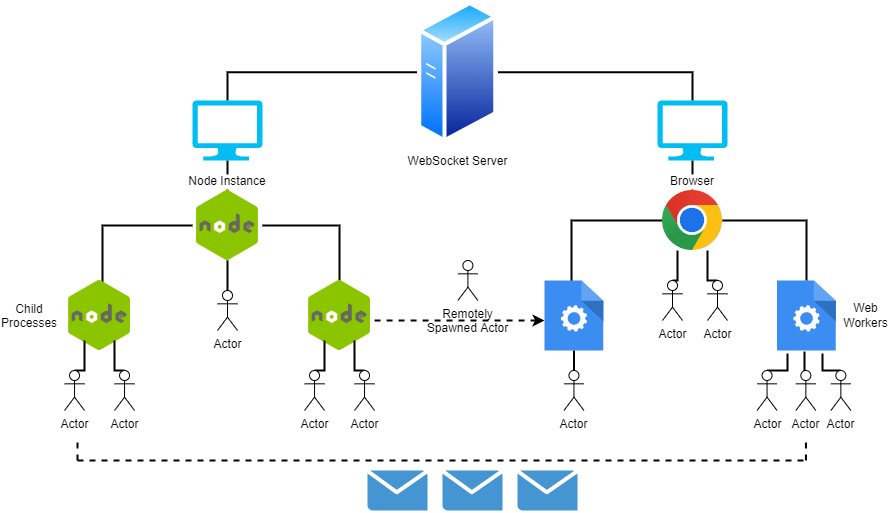 WebSocket Server
Node Instance
Browser
node
Child
Processes
node
Actor
node
Remotely
Spawned Actor
Actor
Actor
Web
Workers
Actor
Actor
Actor
Actor
Actor
Actor
Actor
Actor